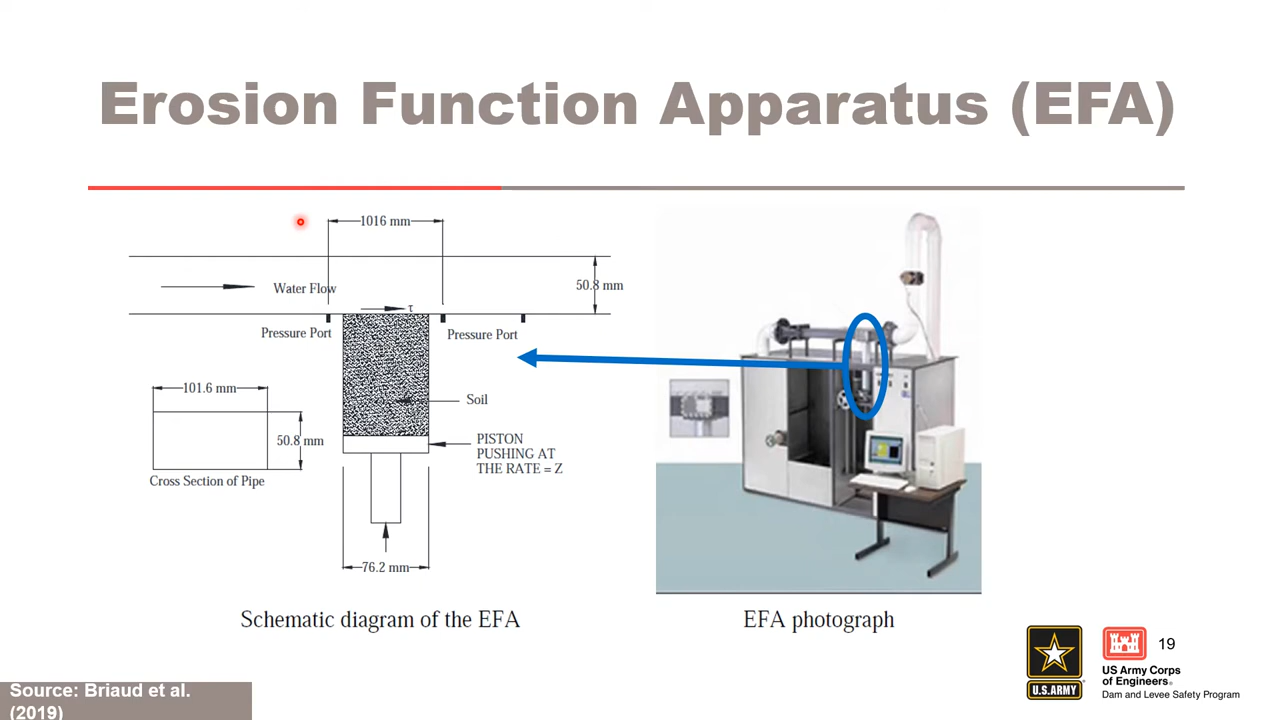 Erosion Function Apparatus (EFA)
1016 mm
Water Flow
50.8 mm
τ
Pressure Port
Pressure Port
101.6 mm
Soil
50.8 mm
PISTON
PUSHING AT
THE RATE = Z
Cross Section of Pipe
76.2 mm
Schematic diagram of the EFA
EFA photograph
19
U.S.ARMY
US Army Corps
of Engineers®
Dam and Levee Safety Program
Source: Briaud et al.
(2019)